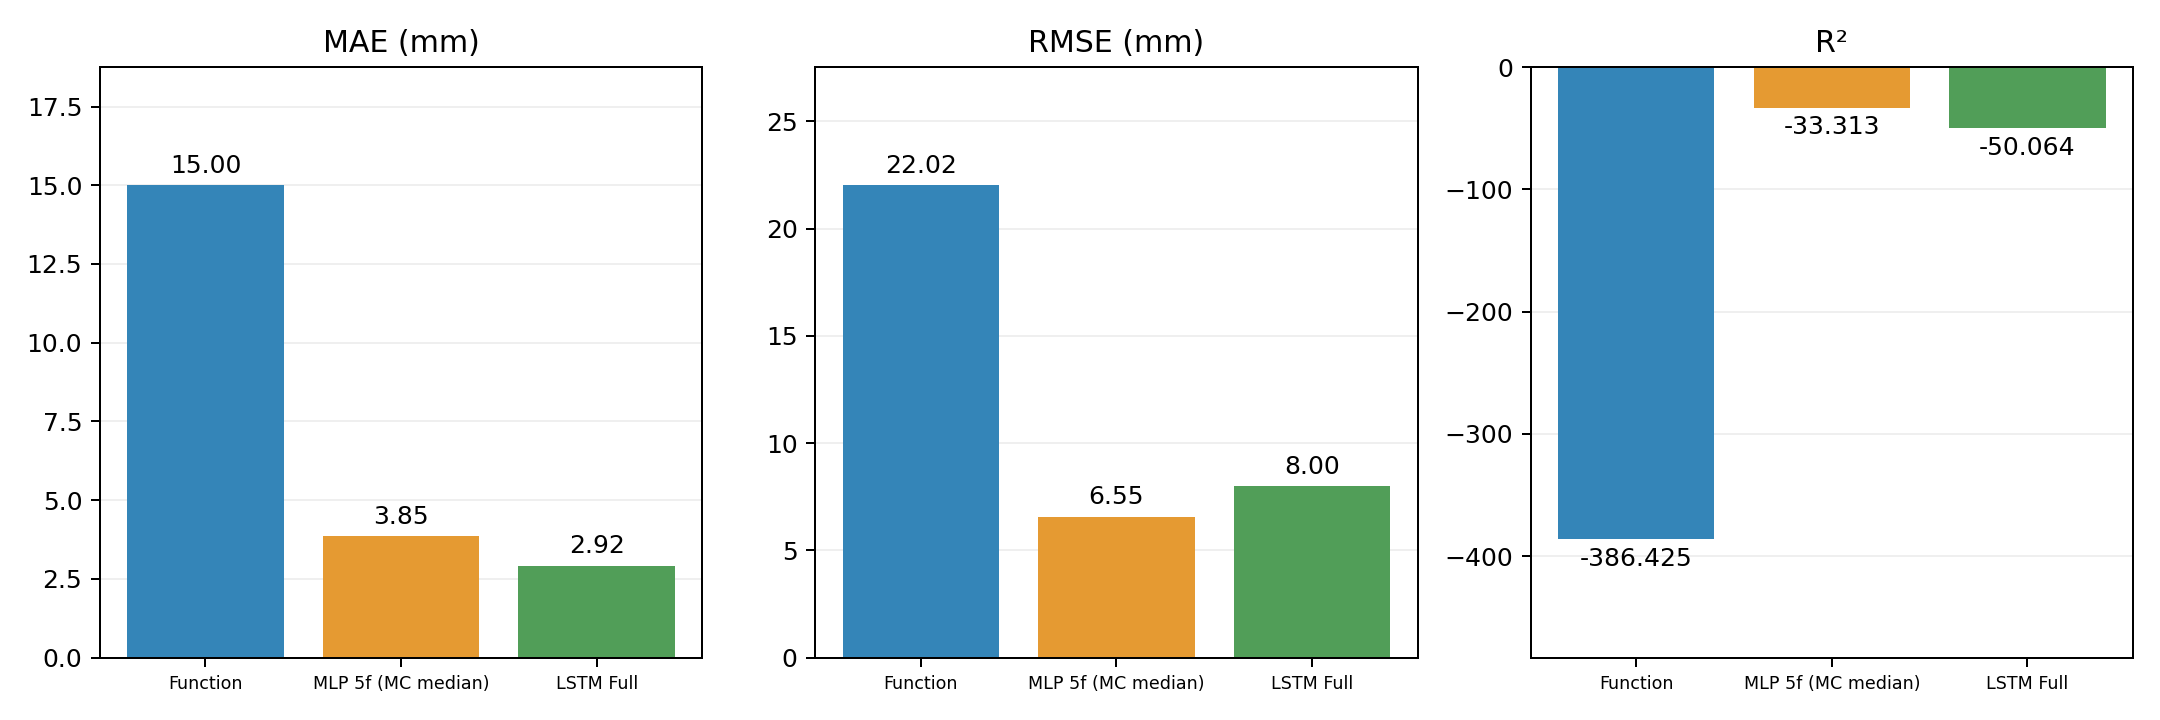 MAE (mm)
17.5
15.0
12.5
10.0
7.5
5.0
2.5
0.0
15.00
3.85
2.92
Function
MLP 5f (MC median)
LSTM Full
RMSE (mm)
25
20
15
10
5
0
22.02
6.55
8.00
Function
MLP 5f (MC median)
LSTM Full
R²
0
−100
−200
−300
−400
-386.425
-33.313
-50.064
Function
MLP 5f (MC median)
LSTM Full